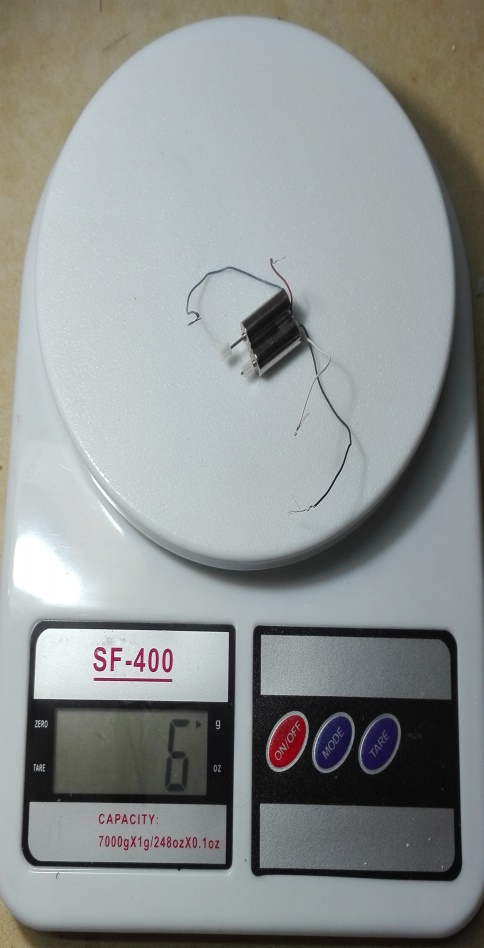 SF-400
ZERO
g
6
TARE
oz
CAPACITY:
7000gX1g/248ozX0.1oz
ON/OFF
MODE
TARE